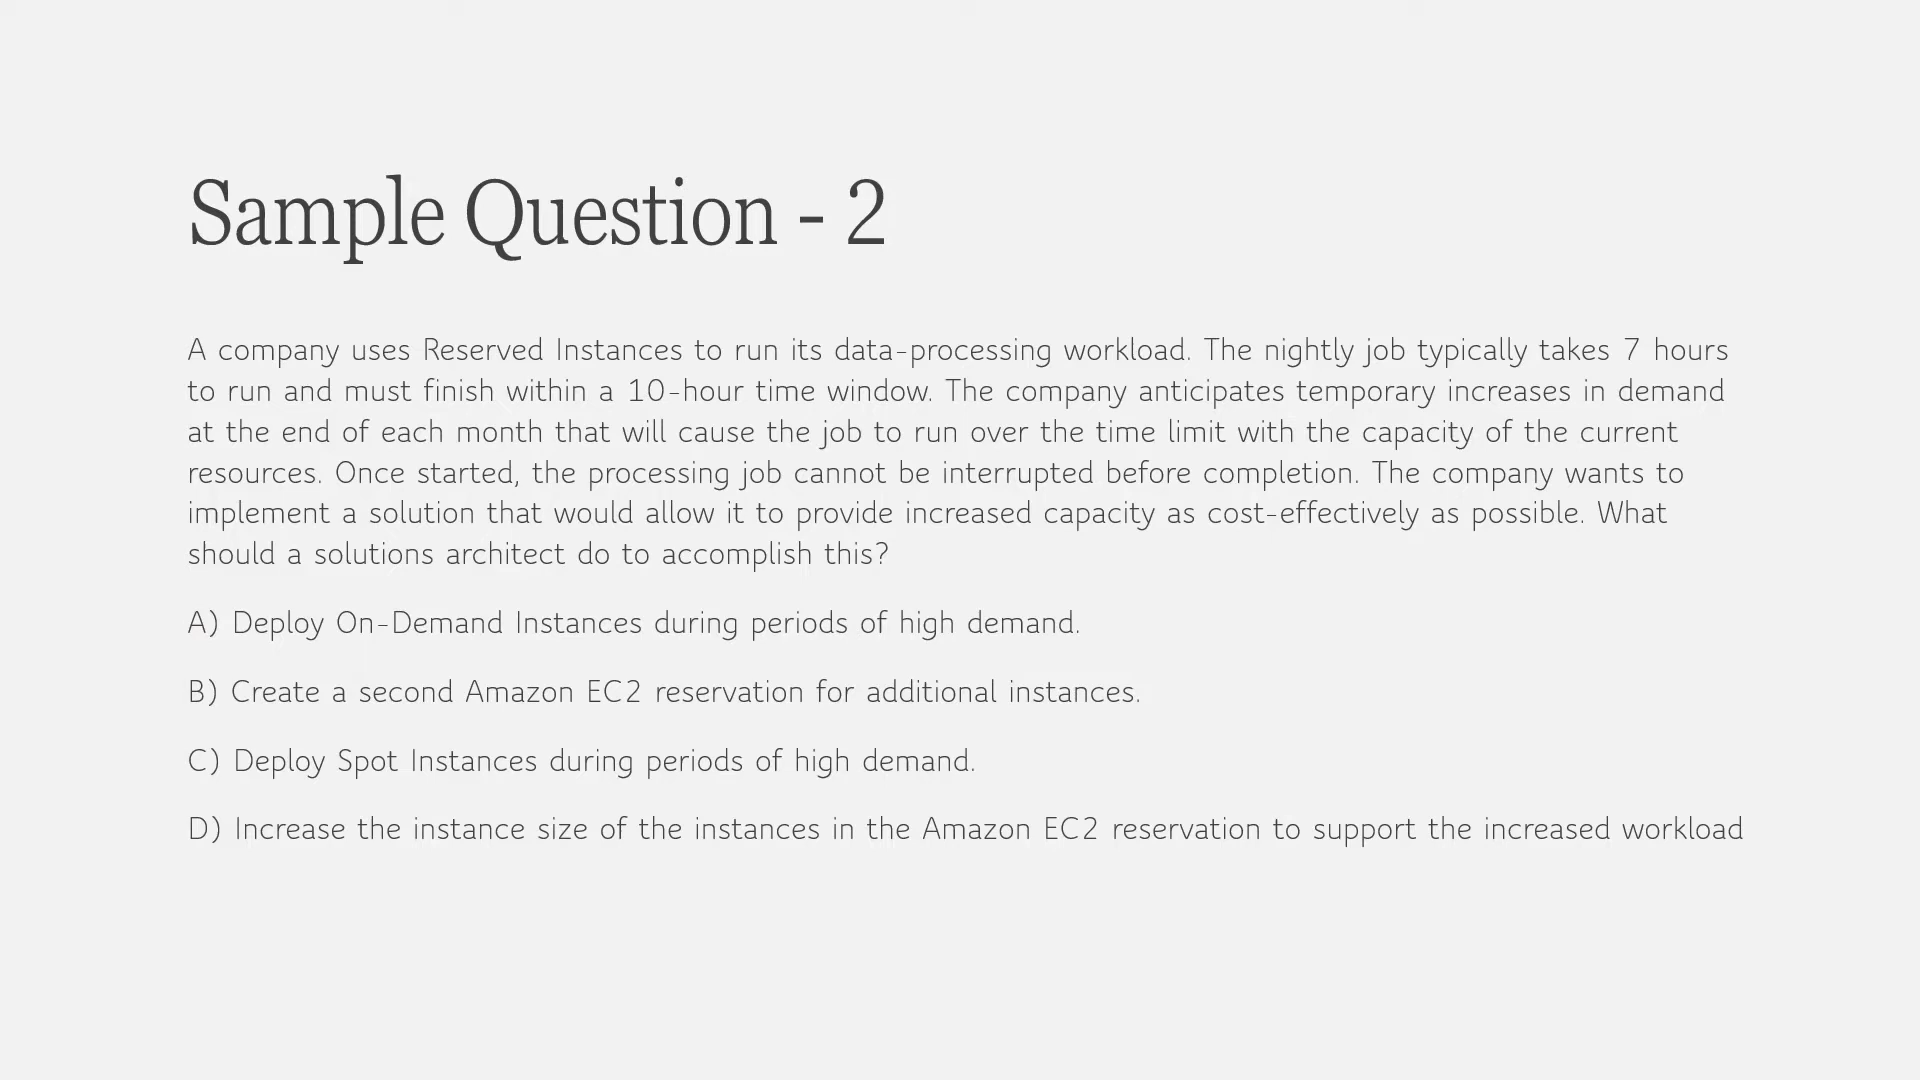 Sample Question - 2
A company uses Reserved Instances to run its data-processing workload. The nightly job typically takes 7 hours
to run and must finish within a 10-hour time window. The company anticipates temporary increases in demand
at the end of each month that will cause the job to run over the time limit with the capacity of the current
resources. Once started, the processing job cannot be interrupted before completion. The company wants to
implement a solution that would allow it to provide increased capacity as cost-effectively as possible. What
should a solutions architect do to accomplish this?
A) Deploy On-Demand Instances during periods of high demand.
B) Create a second Amazon EC2 reservation for additional instances.
C) Deploy Spot Instances during periods of high demand.
D) Increase the instance size of the instances in the Amazon EC2 reservation to support the increased workload